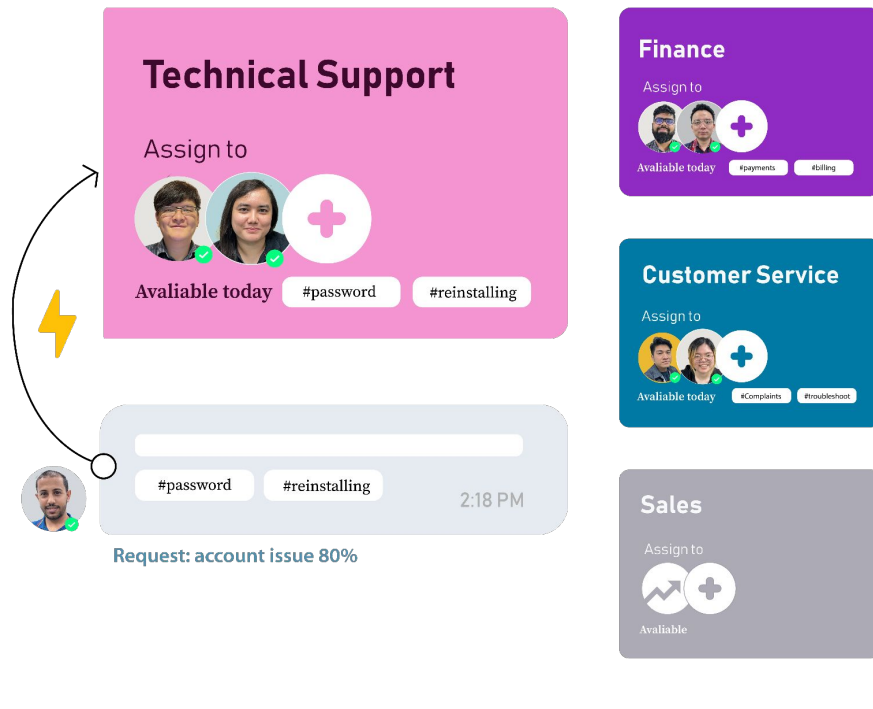 Technical Support
Assign to
Avaliable today #password #reinstalling
#password #reinstalling
2:18 PM
Request: account issue 80%
Finance
Assign to
Avaliable today #payments #billing
Customer Service
Assign to
Avaliable today #Complaints #troubleshoot
Sales
Assign to
Avaliable